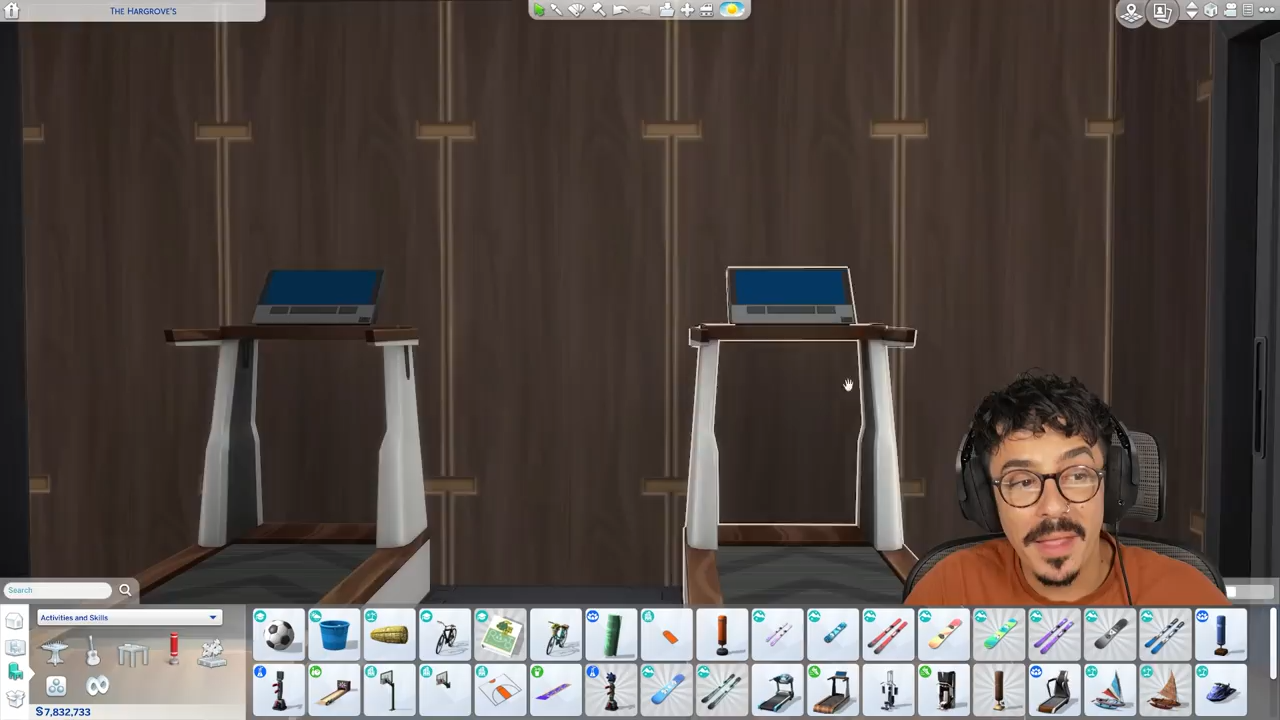 THE HARGROVE'S
Search
Activities and Skills
$7,832,733